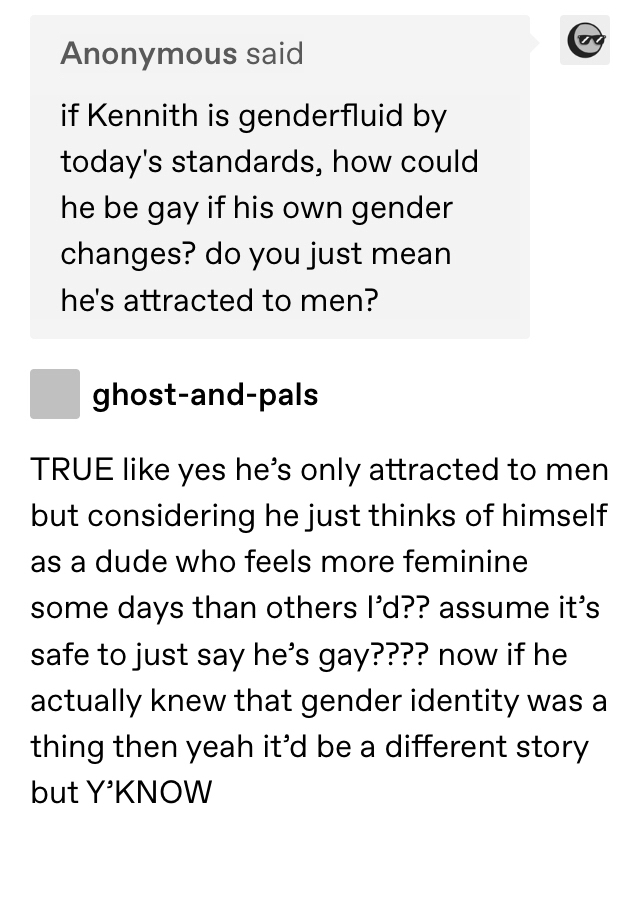 Anonymous said
if Kennith is genderfluid by
today's standards, how could
he be gay if his own gender
changes? do you just mean
he's attracted to men?
ghost-and-pals
TRUE like yes he’s only attracted to men
but considering he just thinks of himself
as a dude who feels more feminine
some days than others I’d?? assume it’s
safe to just say he’s gay???? now if he
actually knew that gender identity was a
thing then yeah it’d be a different story
but Y’KNOW